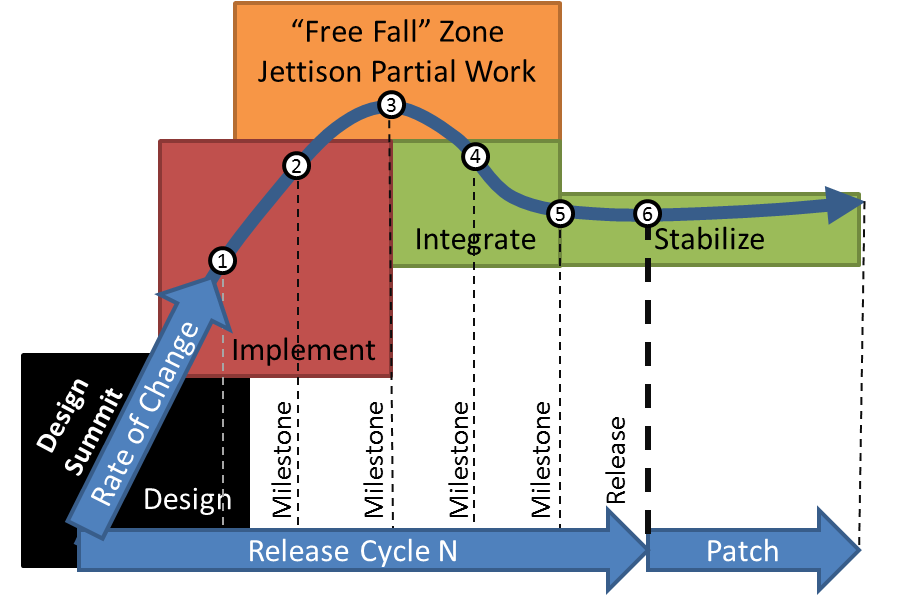 “Free Fall” Zone
Jettison Partial Work
3
2
4
1
5
6
Integrate
Stabilize
Implement
Rate of Change
Design
Summit
Design
Milestone
Milestone
Milestone
Milestone
Release
Release Cycle N
Patch